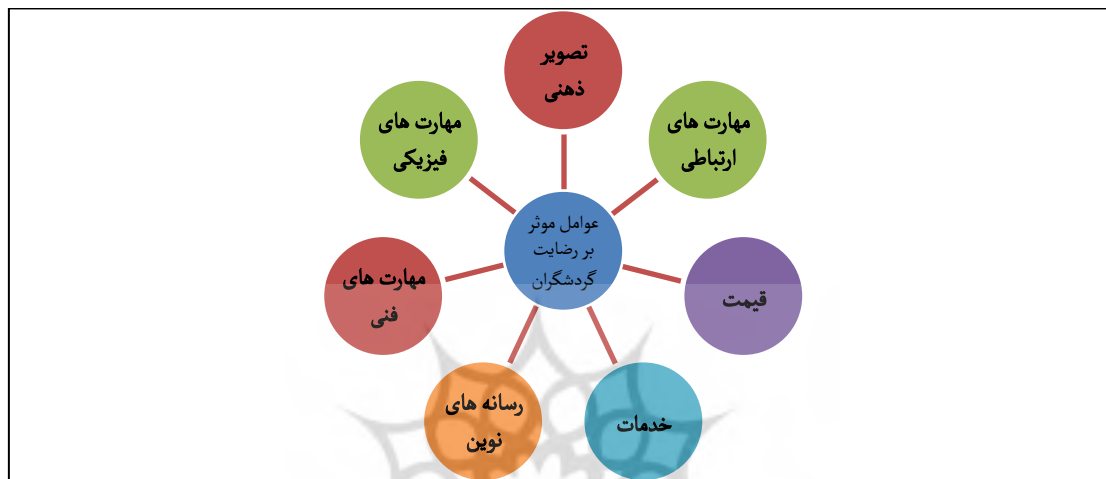 تصویر
ذهنی
مهارت های
ارتباطی
قیمت
خدمات
رسانه های
نوین
مهارت های
فنی
مهارت های
فیزیکی
عوامل موثر
بر رضایت
گردشگران